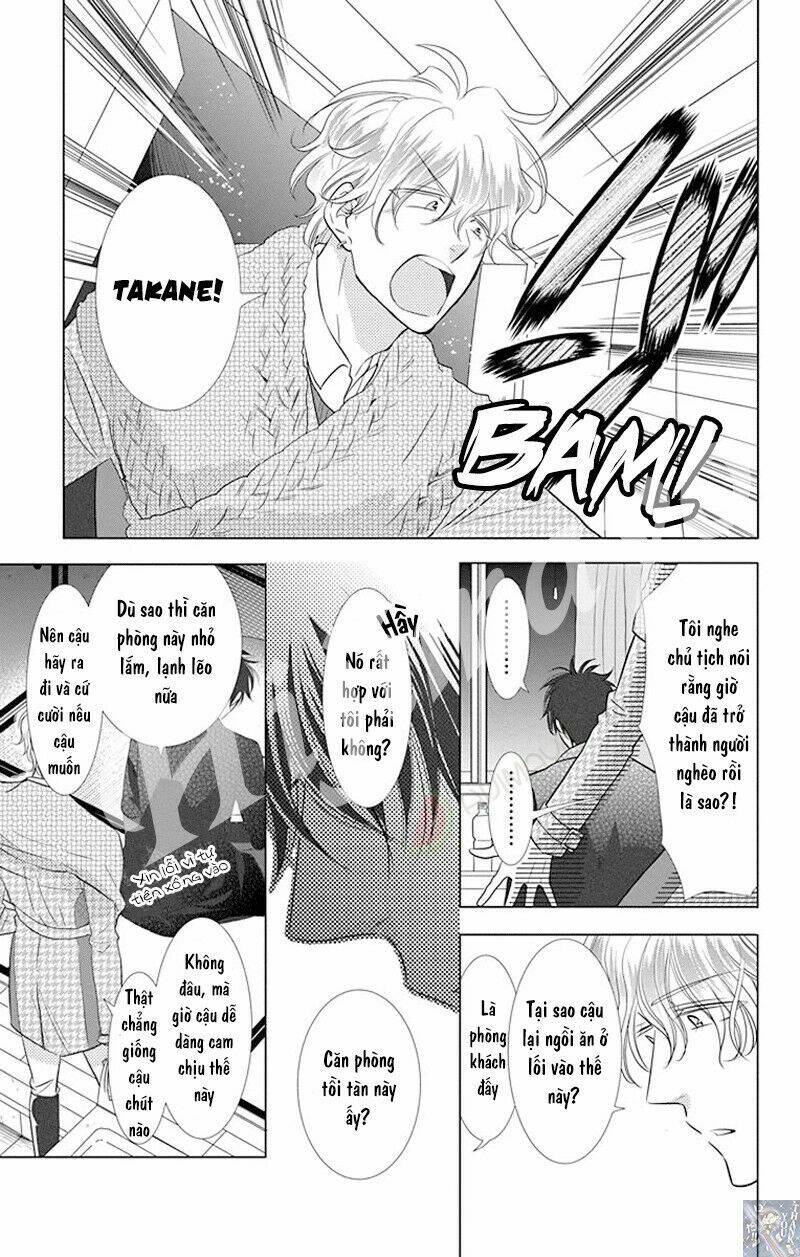 TAKANE!
BAM!
Tôi nghe
chủ tịch nói
rằng giờ
cậu đã trở
thành người
nghèo rồi
là sao?!
........
........
Tại sao cậu
lại ngồi ăn ở
lối vào thế
này?
Là
phòng
khách
đấy
Hầy
Nó rất
hợp với
tôi phải
không?
Căn phòng
tồi tàn này
ấy?
Dù sao thì căn
phòng này nhỏ
lắm, lạnh lẽo
nữa
Nên cậu
hãy ra
đi và cứ
cười nếu
cậu
muốn
Xin lỗi vì tự
tiện xông vào
Không
đâu, mà
giờ cậu dễ
dàng cam
chịu thế
này
Thật
chẳng
giống
cậu
chút
nào